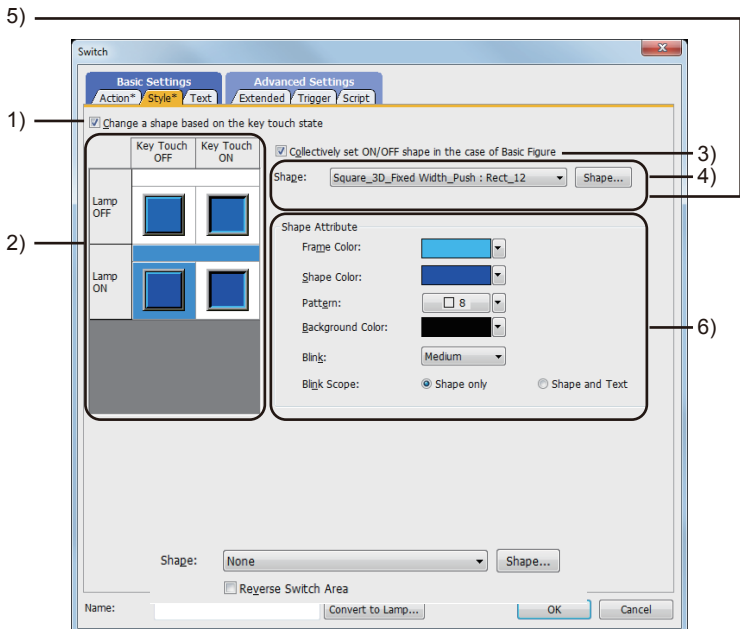 5)
Switch
x
Basic Settings Advanced Settings
Action* Style* Text Extended Trigger Script
1)
Change a shape based on the key touch state
Key Touch OFF Key Touch ON
Collectively set ON/OFF shape in the case of Basic Figure
3)
Shape: Square_3D_Fixed Width_Push : Rect_12 Shape...
4)
Lamp OFF
2)
Shape Attribute
Frame Color:
Lamp ON
Shape Color:
Pattern: 8
Background Color:
6)
Blink: Medium
Blink Scope: Shape only Shape and Text
Shape: None Shape...
Reverse Switch Area
Name: Convert to Lamp... OK Cancel